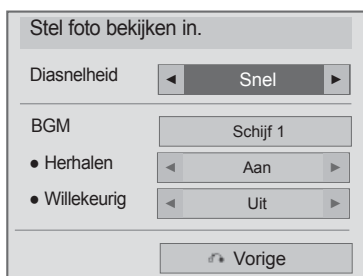 Stel foto bekijken in.
Diasnelheid ◄ Snel ►
BGM Schijf 1
● Herhalen ◄ Aan ►
● Willekeurig ◄ Uit ►
Vorige